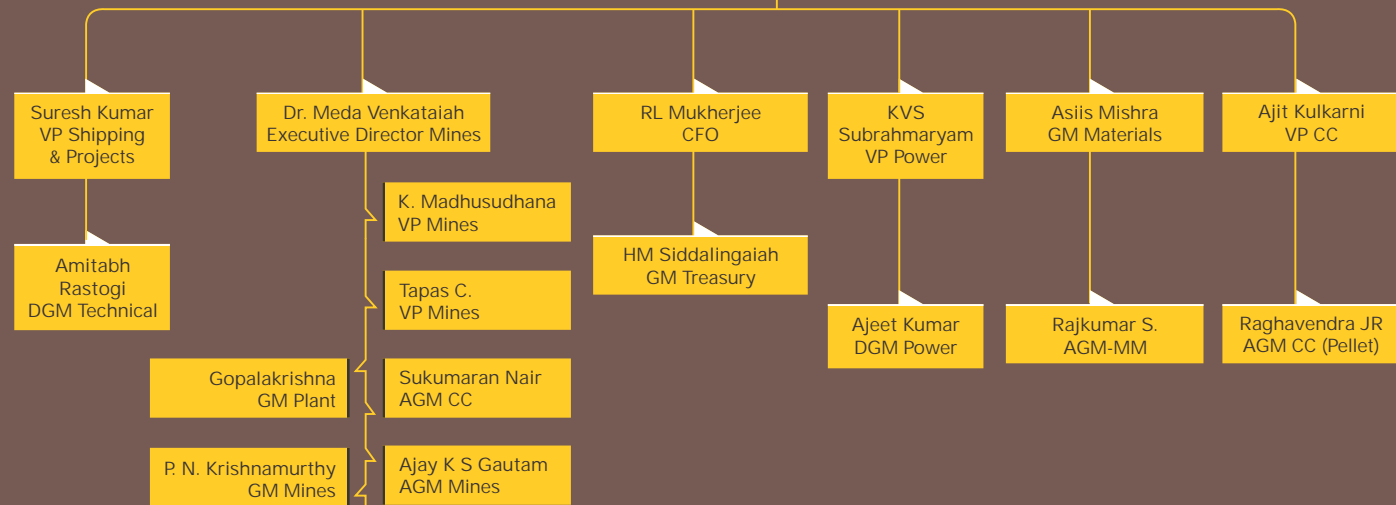 Suresh Kumar
VP Shipping
& Projects
Dr. Meda Venkataiah
Executive Director Mines
RL Mukherjee
CFO
KVS
Subrahmaryam
VP Power
Asiis Mishra
GM Materials
Ajit Kulkarni
VP CC
K. Madhusudhana
VP Mines
Amitabh
Rastogi
DGM Technical
HM Siddalingaiah
GM Treasury
Tapas C.
VP Mines
Ajeet Kumar
DGM Power
Rajkumar S.
AGM-MM
Raghavendra JR
AGM CC (Pellet)
Gopalakrishna
GM Plant
Sukumaran Nair
AGM CC
P. N. Krishnamurthy
GM Mines
Ajay K S Gautam
AGM Mines